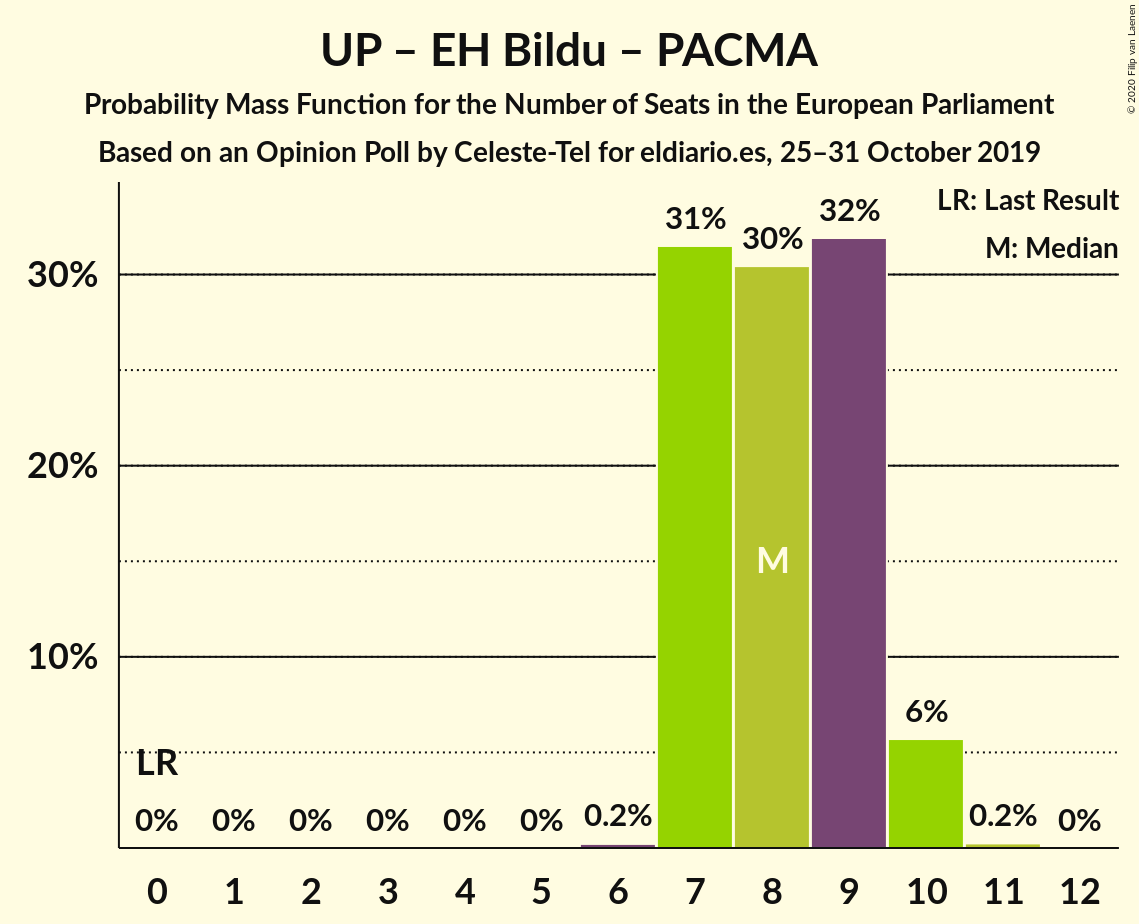 UP – EH Bildu – PACMA
Probability Mass Function for the Number of Seats in the European Parliament
Based on an Opinion Poll by Celeste-Tel for eldiario.es, 25–31 October 2019
© 2020 Filip van Laenen
LR: Last Result
M: Median
31% 30% 32%
30%
20%
M
10%
6%
LR
0% 0% 0% 0% 0% 0% 0.2% 0.2% 0%
0 1 2 3 4 5 6 7 8 9 10 11 12